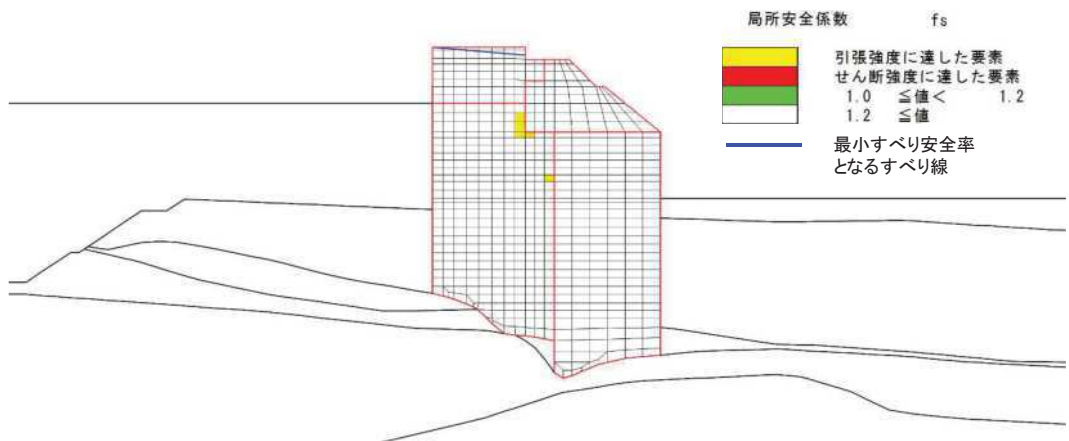 局所安全係数 fs
引張強度に達した要素
せん断強度に達した要素
1.0 ≦値< 1.2
1.2 ≦値
最小すべり安全率
となるすべり線